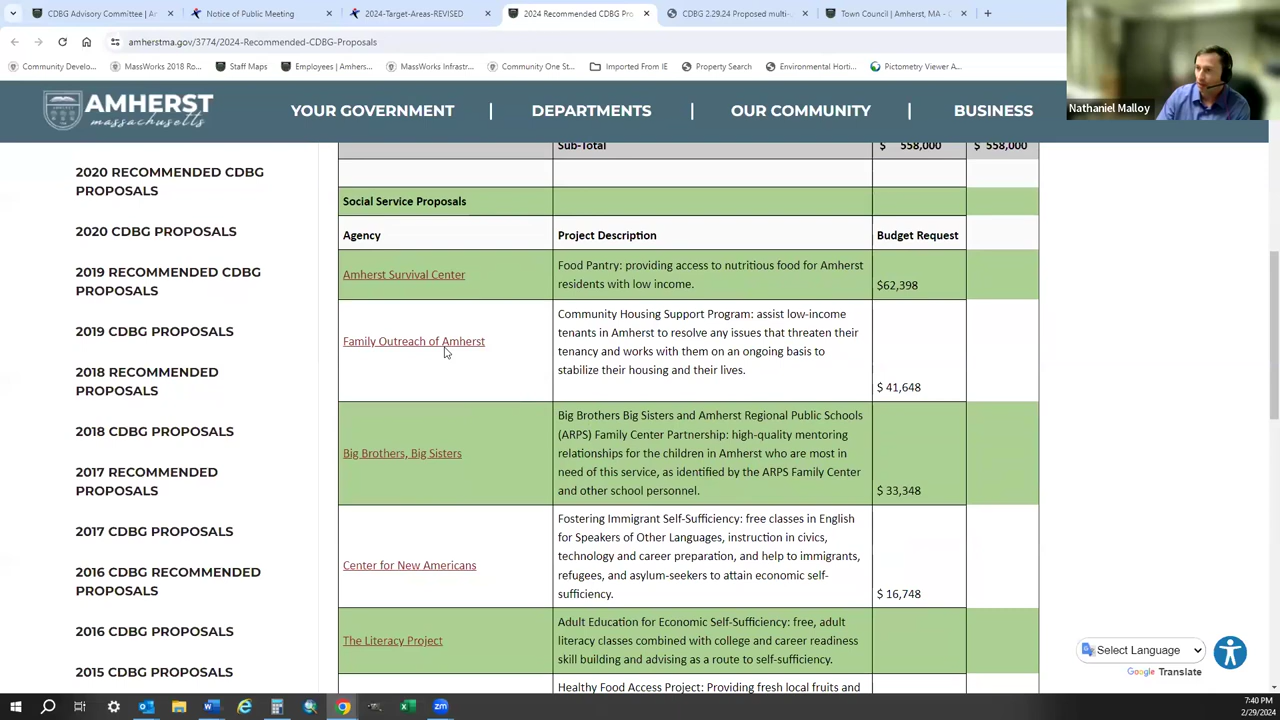 CDBG Advisory Committee | A
Notice of Public Meeting
2024-Target-Areas-REVISED
2024 Recommended CDBG Pro
CDBG 2.29.24 Proposed multi-
Town Council | Amherst, MA -
amherstma.gov/3774/2024-Recommended-CDBG-Proposals
Community Develo...
MassWorks 2018 Ro...
Staff Maps
Employees | Amhers...
MassWorks Infrastr...
Community One St...
Imported From IE
Property Search
Environmental Horti...
Pictometry Viewer A...
Nathaniel Malloy
AMHERST
massachusetts
YOUR GOVERNMENT | DEPARTMENTS | OUR COMMUNITY | BUSINESS
2020 RECOMMENDED CDBG
PROPOSALS
2020 CDBG PROPOSALS
2019 RECOMMENDED CDBG
PROPOSALS
2019 CDBG PROPOSALS
2018 RECOMMENDED
PROPOSALS
2018 CDBG PROPOSALS
2017 RECOMMENDED
PROPOSALS
2017 CDBG PROPOSALS
2016 CDBG RECOMMENDED
PROPOSALS
2016 CDBG PROPOSALS
2015 CDBG PROPOSALS
Sub-Total $ 558,000 $ 558,000
Social Service Proposals
Agency Project Description Budget Request
Amherst Survival Center
Food Pantry: providing access to nutritious food for Amherst
residents with low income.
$62,398
Family Outreach of Amherst
Community Housing Support Program: assist low-income
tenants in Amherst to resolve any issues that threaten their
tenancy and works with them on an ongoing basis to
stabilize their housing and their lives.
$ 41,648
Big Brothers, Big Sisters
Big Brothers Big Sisters and Amherst Regional Public Schools
(ARPS) Family Center Partnership: high-quality mentoring
relationships for the children in Amherst who are most in
need of this service, as identified by the ARPS Family Center
and other school personnel.
$ 33,348
Center for New Americans
Fostering Immigrant Self-Sufficiency: free classes in English
for Speakers of Other Languages, instruction in civics,
technology and career preparation, and help to immigrants,
refugees, and asylum-seekers to attain economic self-
sufficiency.
$ 16,748
The Literacy Project
Adult Education for Economic Self-Sufficiency: free, adult
literacy classes combined with college and career readiness
skill building and advising as a route to self-sufficiency.
Healthy Food Access Project: Providing fresh local fruits and
Select Language
Google Translate
7:40 PM
2/29/2024